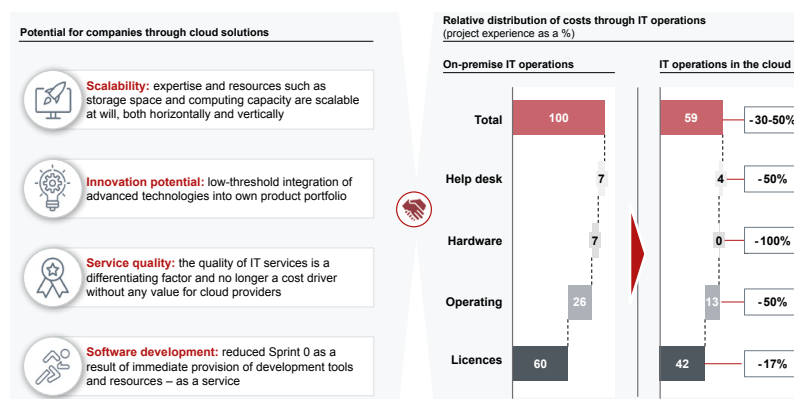 Potential for companies through cloud solutions
Scalability: expertise and resources such as
storage space and computing capacity are scalable
at will, both horizontally and vertically
Innovation potential: low-threshold integration of
advanced technologies into own product portfolio
Service quality: the quality of IT services is a
differentiating factor and no longer a cost driver
without any value for cloud providers
Software development: reduced Sprint 0 as a
result of immediate provision of development tools
and resources – as a service
Relative distribution of costs through IT operations
(project experience as a %)
On-premise IT operations
IT operations in the cloud
Total
100
59
-30-50%
Help desk
7
4
-50%
Hardware
7
0
-100%
Operating
26
13
-50%
Licences
60
42
-17%